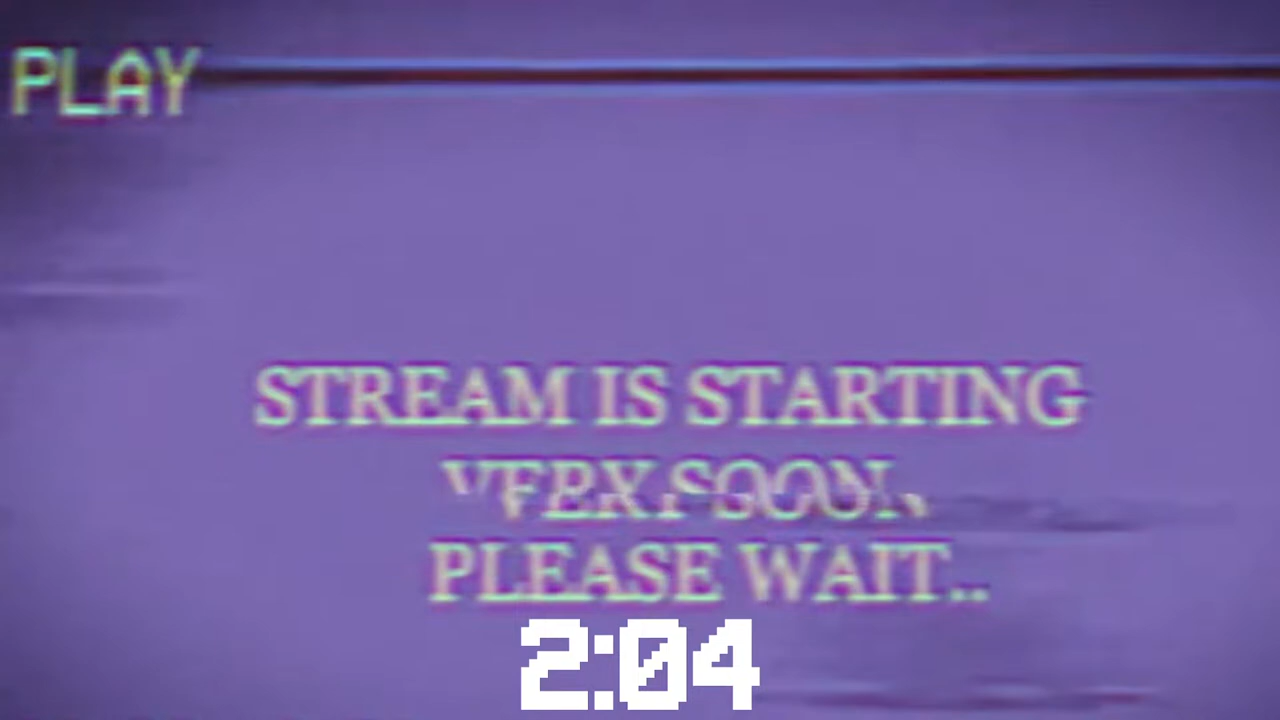 PLAY
STREAM IS STARTING
VERY SOON
PLEASE WAIT..
2:04